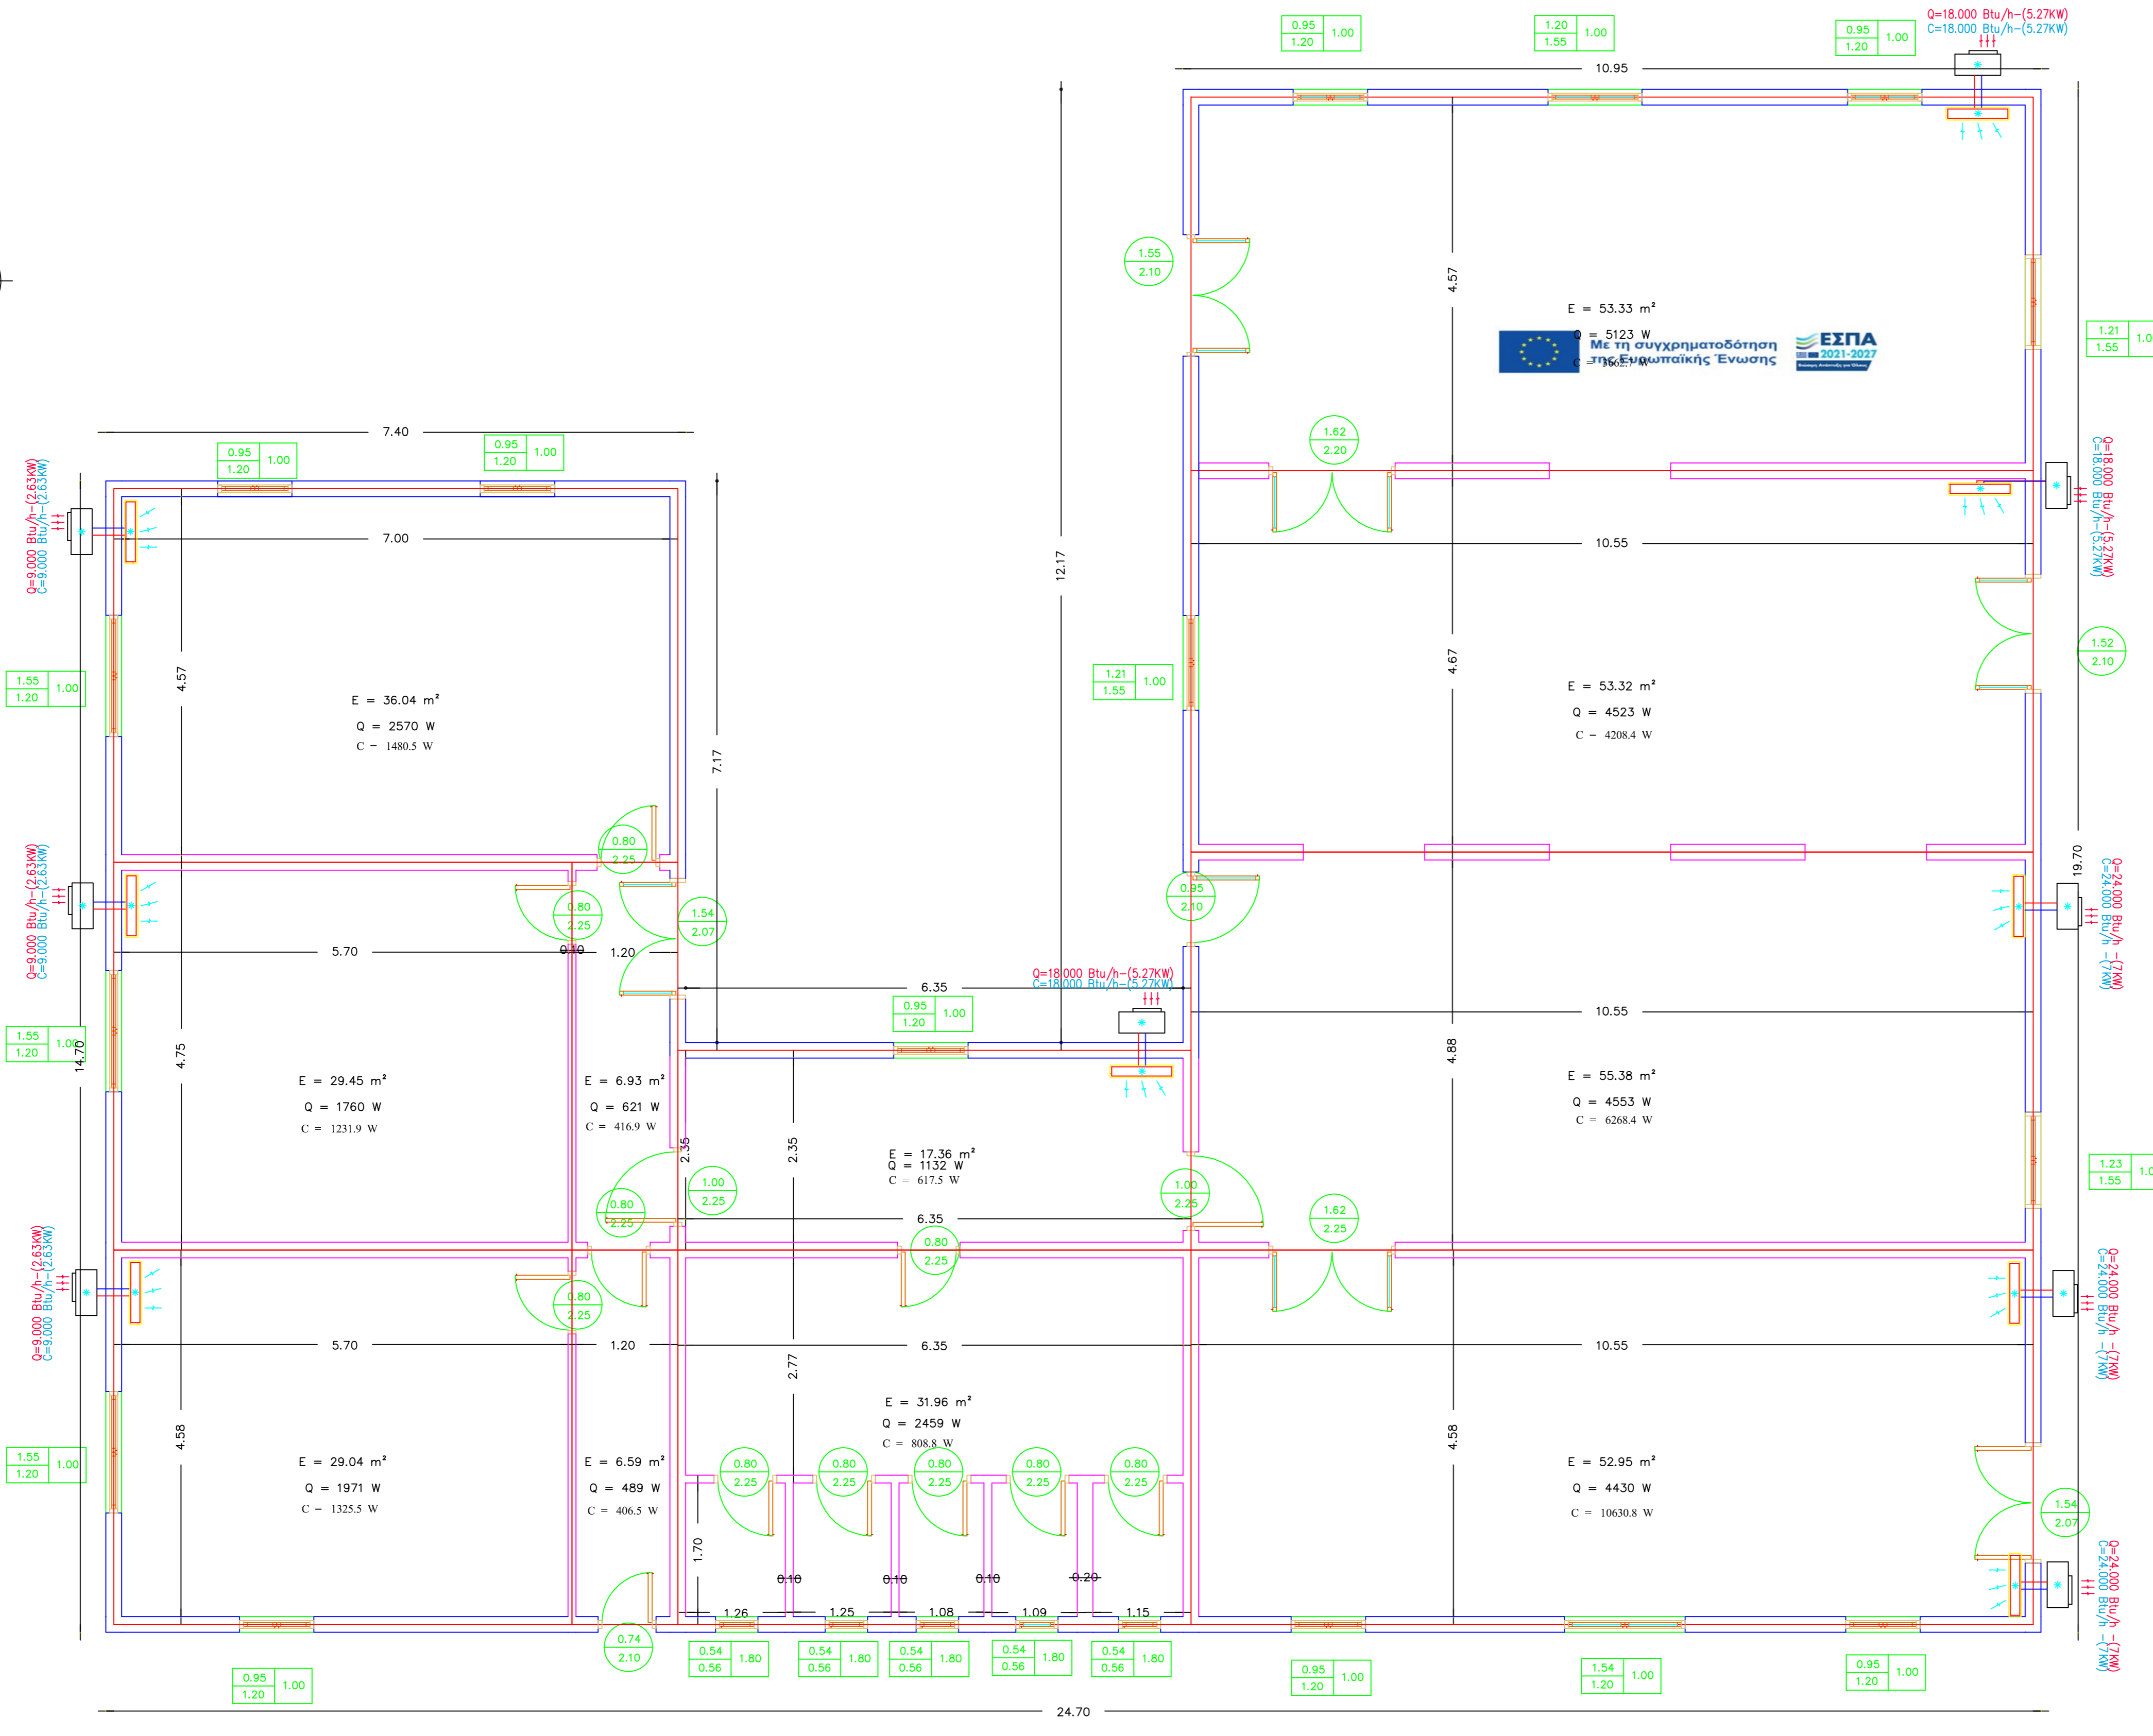 Q=18.000 Btu/h-(5.27KW)
C=18.000 Btu/h-(5.27KW)
0.95
1.20
1.00
1.20
1.55
1.00
0.95
1.20
1.00
10.95
1.55
2.10
4.57
E = 53.33 m²
Q = 5123 W
C = 3662.7 W
Με τη συγχρηματοδότηση
της Ευρωπαϊκής Ένωσης
ΕΣΠΑ
2021-2027
1.21
1.55
1.62
2.20
7.40
0.95
1.20
1.00
0.95
1.20
1.00
Q=9.000 Btu/h-(2.63KW)
C=9.000 Btu/h-(2.63KW)
Q=18.000 Btu/h-(5.27KW)
C=18.000 Btu/h-(5.27KW)
7.00
10.55
12.17
4.57
4.67
1.55
1.20
1.00
E = 36.04 m²
Q = 2570 W
C = 1480.5 W
7.17
1.21
1.55
1.00
E = 53.32 m²
Q = 4523 W
C = 4208.4 W
1.52
2.10
0.80
2.25
19.70
Q=9.000 Btu/h-(2.63KW)
C=9.000 Btu/h-(2.63KW)
0.80
2.25
1.54
2.07
0.95
2.10
Q=24.000 Btu/h -(7KW)
C=24.000 Btu/h -(7KW)
5.70
0.10
1.20
Q=18.000 Btu/h-(5.27KW)
C=18.000 Btu/h-(5.27KW)
6.35
0.95
1.20
1.00
10.55
1.55
1.20
1.00
14.70
4.75
4.88
E = 29.45 m²
Q = 1760 W
C = 1231.9 W
E = 6.93 m²
Q = 621 W
C = 416.9 W
2.35
2.35
E = 17.36 m²
Q = 1132 W
C = 617.5 W
E = 55.38 m²
Q = 4553 W
C = 6268.4 W
1.23
1.55
0.80
2.25
1.00
2.25
1.00
2.25
1.62
2.25
6.35
0.80
2.25
Q=9.000 Btu/h-(2.63KW)
C=9.000 Btu/h-(2.63KW)
0.80
2.25
Q=24.000 Btu/h -(7KW)
C=24.000 Btu/h -(7KW)
5.70
1.20
6.35
10.55
2.77
4.58
4.58
E = 31.96 m²
Q = 2459 W
C = 808.8 W
1.55
1.20
1.00
E = 29.04 m²
Q = 1971 W
C = 1325.5 W
E = 6.59 m²
Q = 489 W
C = 406.5 W
0.80
2.25
0.80
2.25
0.80
2.25
0.80
2.25
0.80
2.25
E = 52.95 m²
Q = 4430 W
C = 10630.8 W
1.54
2.07
1.70
0.10
0.10
0.10
0.20
Q=24.000 Btu/h -(7KW)
C=24.000 Btu/h -(7KW)
1.26
1.25
1.08
1.09
1.15
0.74
2.10
0.54
0.56
1.80
0.54
0.56
1.80
0.54
0.56
1.80
0.54
0.56
1.80
0.54
0.56
1.80
0.95
1.20
1.00
0.95
1.20
1.00
1.54
1.20
1.00
0.95
1.20
1.00
24.70